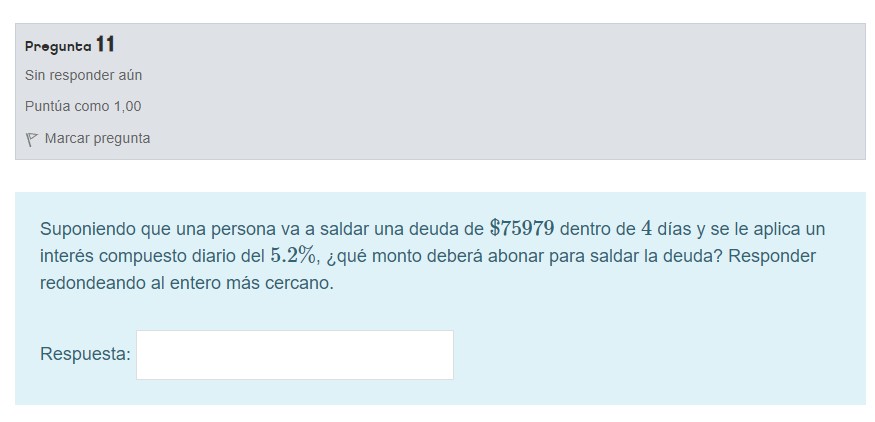 Pregunta 11
Sin responder aún
Puntúa como 1,00
Marcar pregunta
Suponiendo que una persona va a saldar una deuda de $75979 dentro de 4 días y se le aplica un
interés compuesto diario del 5.2%, ¿qué monto deberá abonar para saldar la deuda? Responder
redondeando al entero más cercano.
Respuesta: